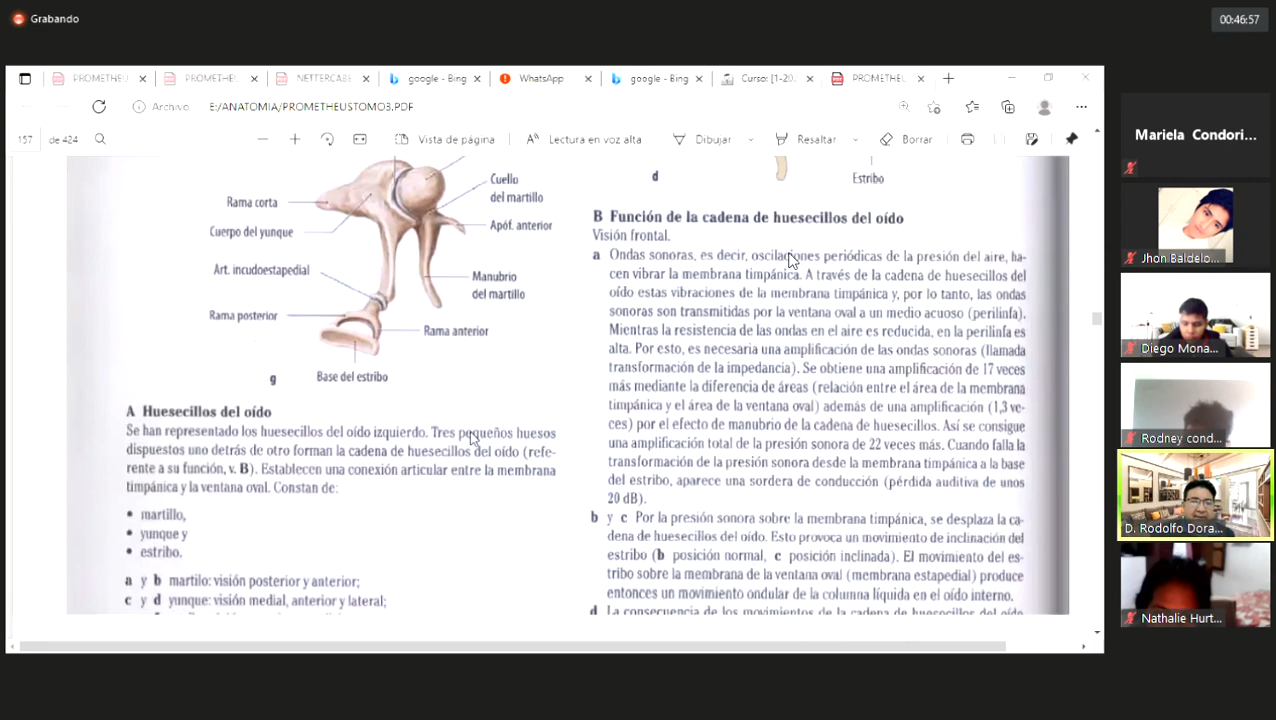 Grabando
00:46:57
PROMETHEU
PROMETHEU
NETTERCABE
google - Bing
WhatsApp
google - Bing
Curso: [1-20.
PROMETHEU
Archivo
E:/ANATOMIA/PROMETHEUSTOMO3.PDF
157
de 424
Vista de página
Lectura en voz alta
Dibujar
Resaltar
Borrar
Cuello
del martillo
Rama corta
Cuerpo del yunque
Apóf. anterior
Art. incudoestapedial
Manubrio
del martillo
Rama posterior
Rama anterior
g
Base del estribo
A Huesecillos del oído
Se han representado los huesecillos del oído izquierdo. Tres pequeños huesos
dispuestos uno detrás de otro forman la cadena de huesecillos del oído (refe-
rente a su función, v. B). Establecen una conexión articular entre la membrana
timpánica y la ventana oval. Constan de:
• martillo,
• yunque y
• estribo.
a y b martilo: visión posterior y anterior;
c y d yunque: visión medial, anterior y lateral;
d
Estribo
B Función de la cadena de huesecillos del oído
Visión frontal.
a Ondas sonoras, es decir, oscilaciones periódicas de la presión del aire, ha-
cen vibrar la membrana timpánica. A través de la cadena de huesecillos del
oído estas vibraciones de la membrana timpánica y, por lo tanto, las ondas
sonoras son transmitidas por la ventana oval a un medio acuoso (perilinfa).
Mientras la resistencia de las ondas en el aire es reducida, en la perilinfa es
alta. Por esto, es necesaria una amplificación de las ondas sonoras (llamada
transformación de la impedancia). Se obtiene una amplificación de 17 veces
más mediante la diferencia de áreas (relación entre el área de la membrana
timpánica y el área de la ventana oval) además de una amplificación (1,3 ve-
ces) por el efecto de manubrio de la cadena de huesecillos. Así se consigue
una amplificación total de la presión sonora de 22 veces más. Cuando falla la
transformación de la presión sonora desde la membrana timpánica a la base
del estribo, aparece una sordera de conducción (pérdida auditiva de unos
20 dB).
b y c Por la presión sonora sobre la membrana timpánica, se desplaza la ca-
dena de huesecillos del oído. Esto provoca un movimiento de inclinación del
estribo (b posición normal, c posición inclinada). El movimiento del es-
tribo sobre la membrana de la ventana oval (membrana estapedial) produce
entonces un movimiento ondular de la columna líquida en el oído interno.
d La consecuencia de los movimientos de la cadena de huesecillos del oído
Mariela Condori...
Jhon Baldelo...
Diego Mona...
Rodney cond...
D. Rodolfo Dora...
Nathalie Hurt...